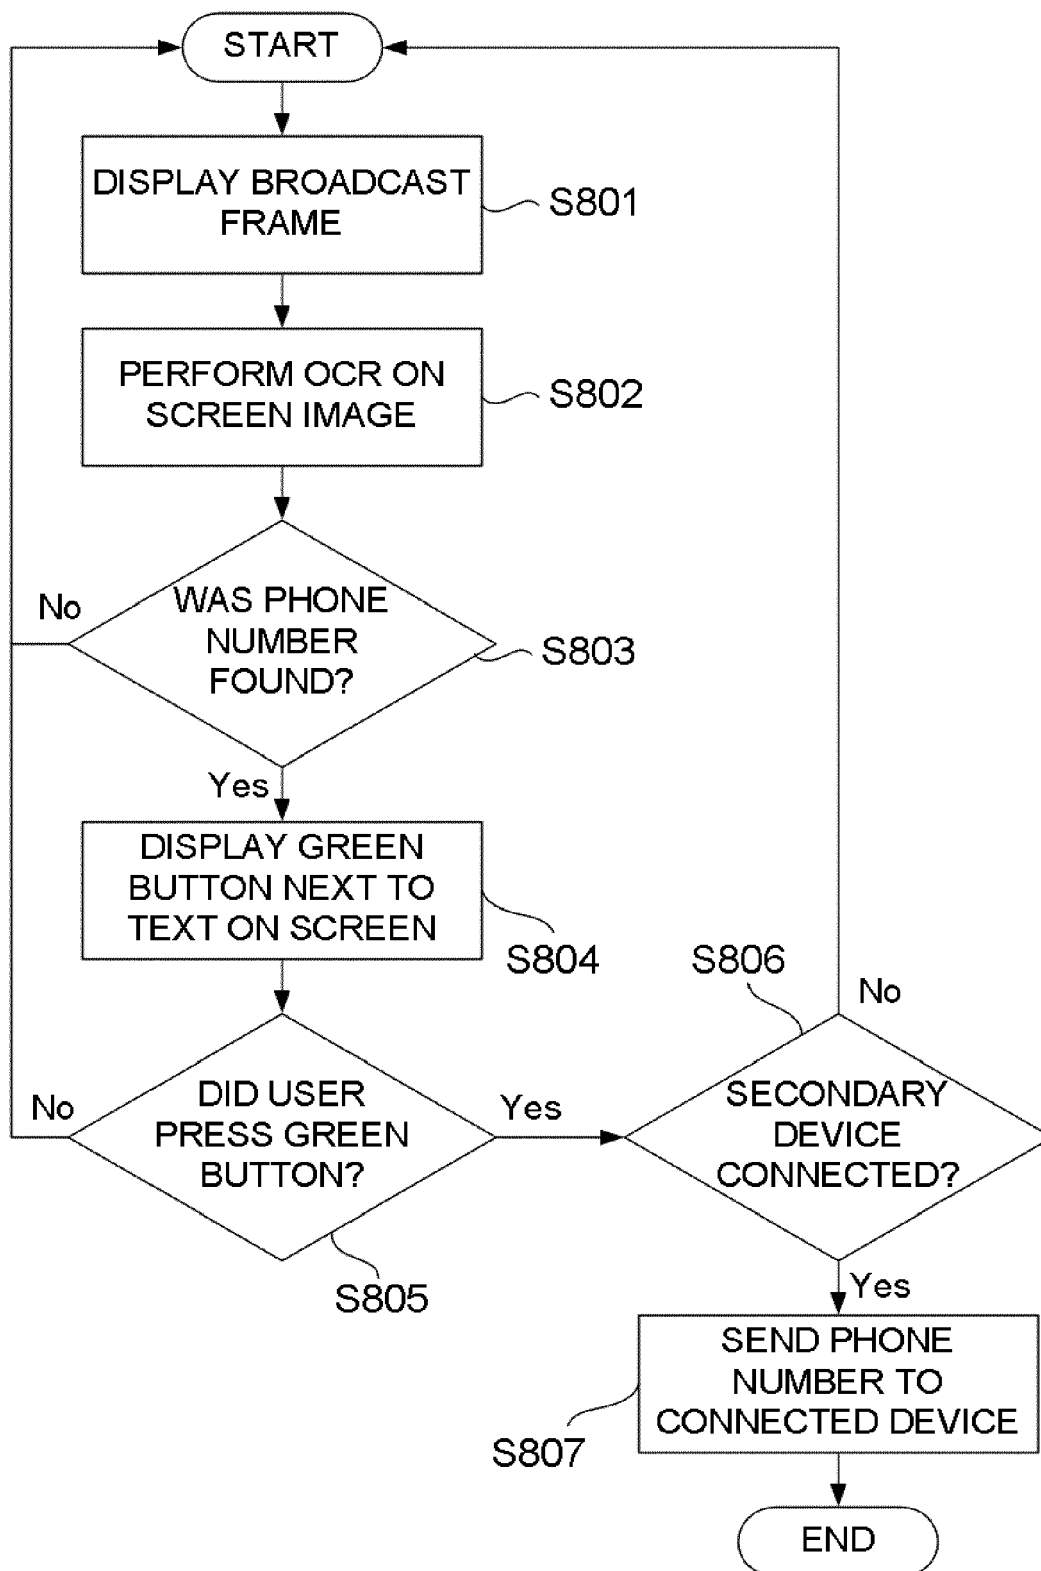 START
DISPLAY BROADCAST
FRAME
S801
PERFORM OCR ON
SCREEN IMAGE
S802
No
WAS PHONE
NUMBER
FOUND?
S803
Yes
DISPLAY GREEN
BUTTON NEXT TO
TEXT ON SCREEN
S804
No
DID USER
PRESS GREEN
BUTTON?
S805
Yes
S806
No
SECONDARY
DEVICE
CONNECTED?
Yes
SEND PHONE
NUMBER TO
CONNECTED DEVICE
S807
END